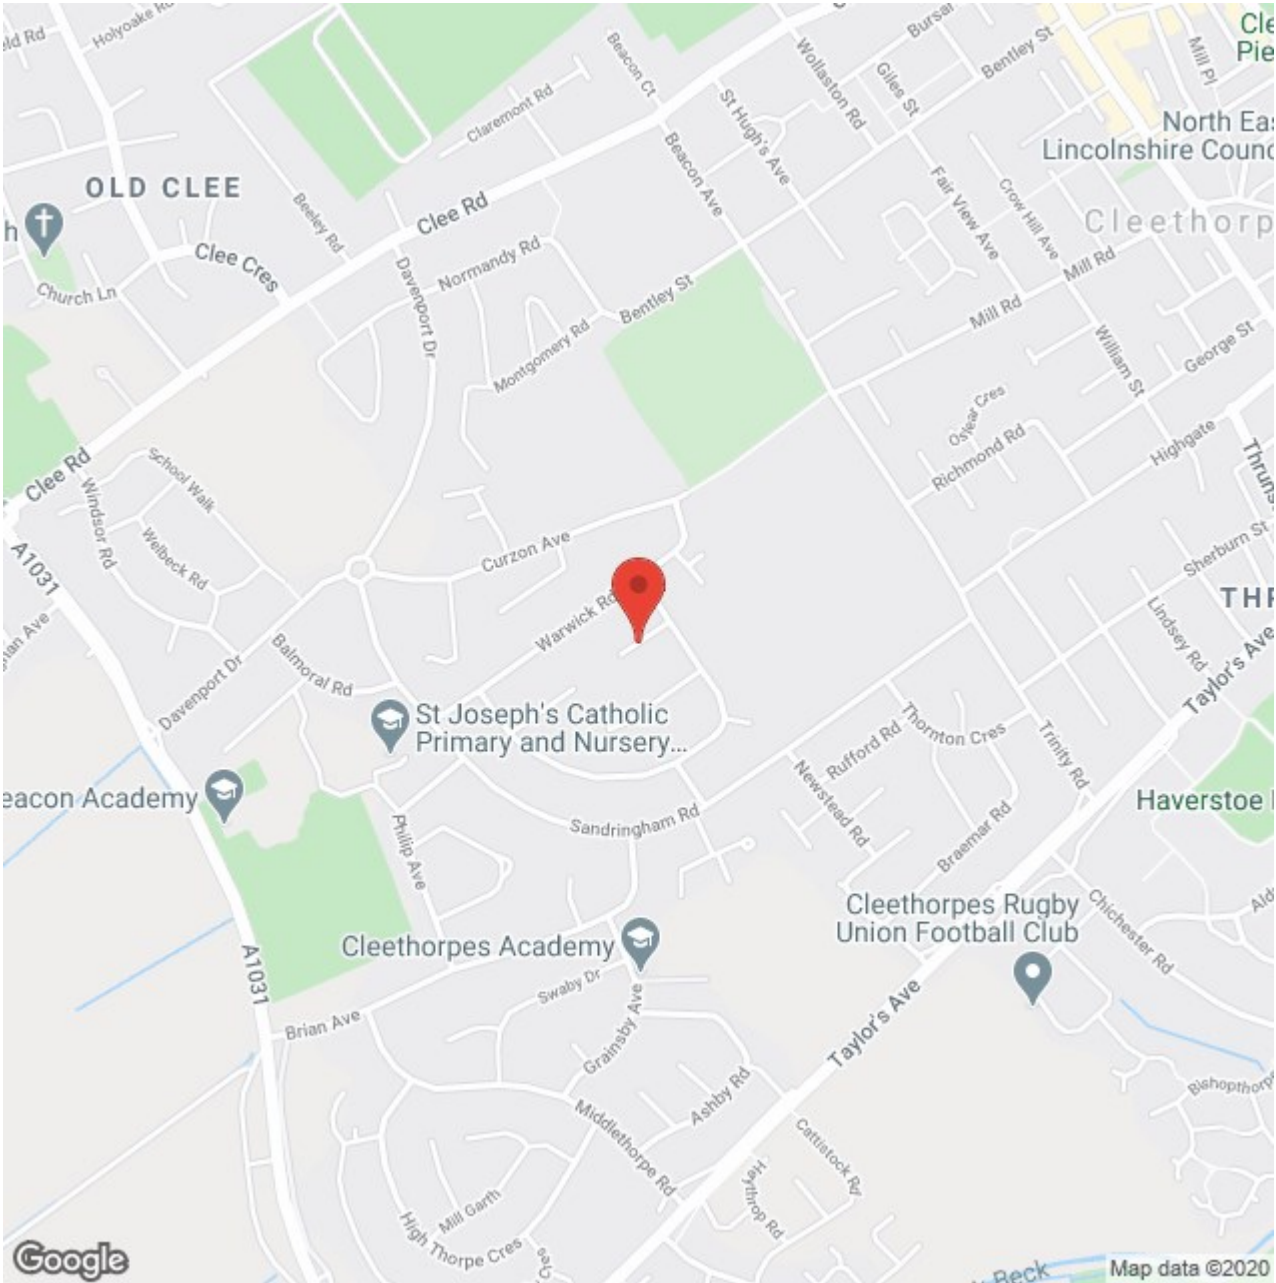 Holyoake Rd
Bursar
Cle
Pie
Bentley St
Mill Pl
Beacon Ct
Wollaston Rd
Giles St
Claremont Rd
St Hugh's Ave
North Eas
Lincolnshire Counc
Beacon Ave
OLD CLEE
Beeley Rd
Clee Rd
Fair View Ave
Crow Hill Ave
Cleethorp
h
Clee Cres
Normandy Rd
Davenport Dr
Mill Rd
Church Ln
Bentley St
Mill Rd
Montgomery Rd
William St
George St
Richmond Rd
Highgate
Clee Rd
School Walk
Windsor Rd
Welbeck Rd
A1031
Curzon Ave
Sherburn St
Warwick Rd
THR
Lindsey Rd
Taylor's Ave
Balmoral Rd
Davenport Dr
St Joseph's Catholic
Primary and Nursery...
Thornton Cres
Rufford Rd
Trinity Rd
Newstead Rd
eacon Academy
Haverstoe
Philip Ave
Sandringham Rd
Braemar Rd
Cleethorpes Rugby
Union Football Club
Chichester Rd
Cleethorpes Academy
A1031
Swaby Dr
Brian Ave
Grainsby Ave
Taylor's Ave
Ashby Rd
Bishopthorpe
Middlethorpe Rd
Cattistock Rd
Heythrop Rd
Mill Garth
High Thorpe Cres
Google
Beck
Map data ©2020